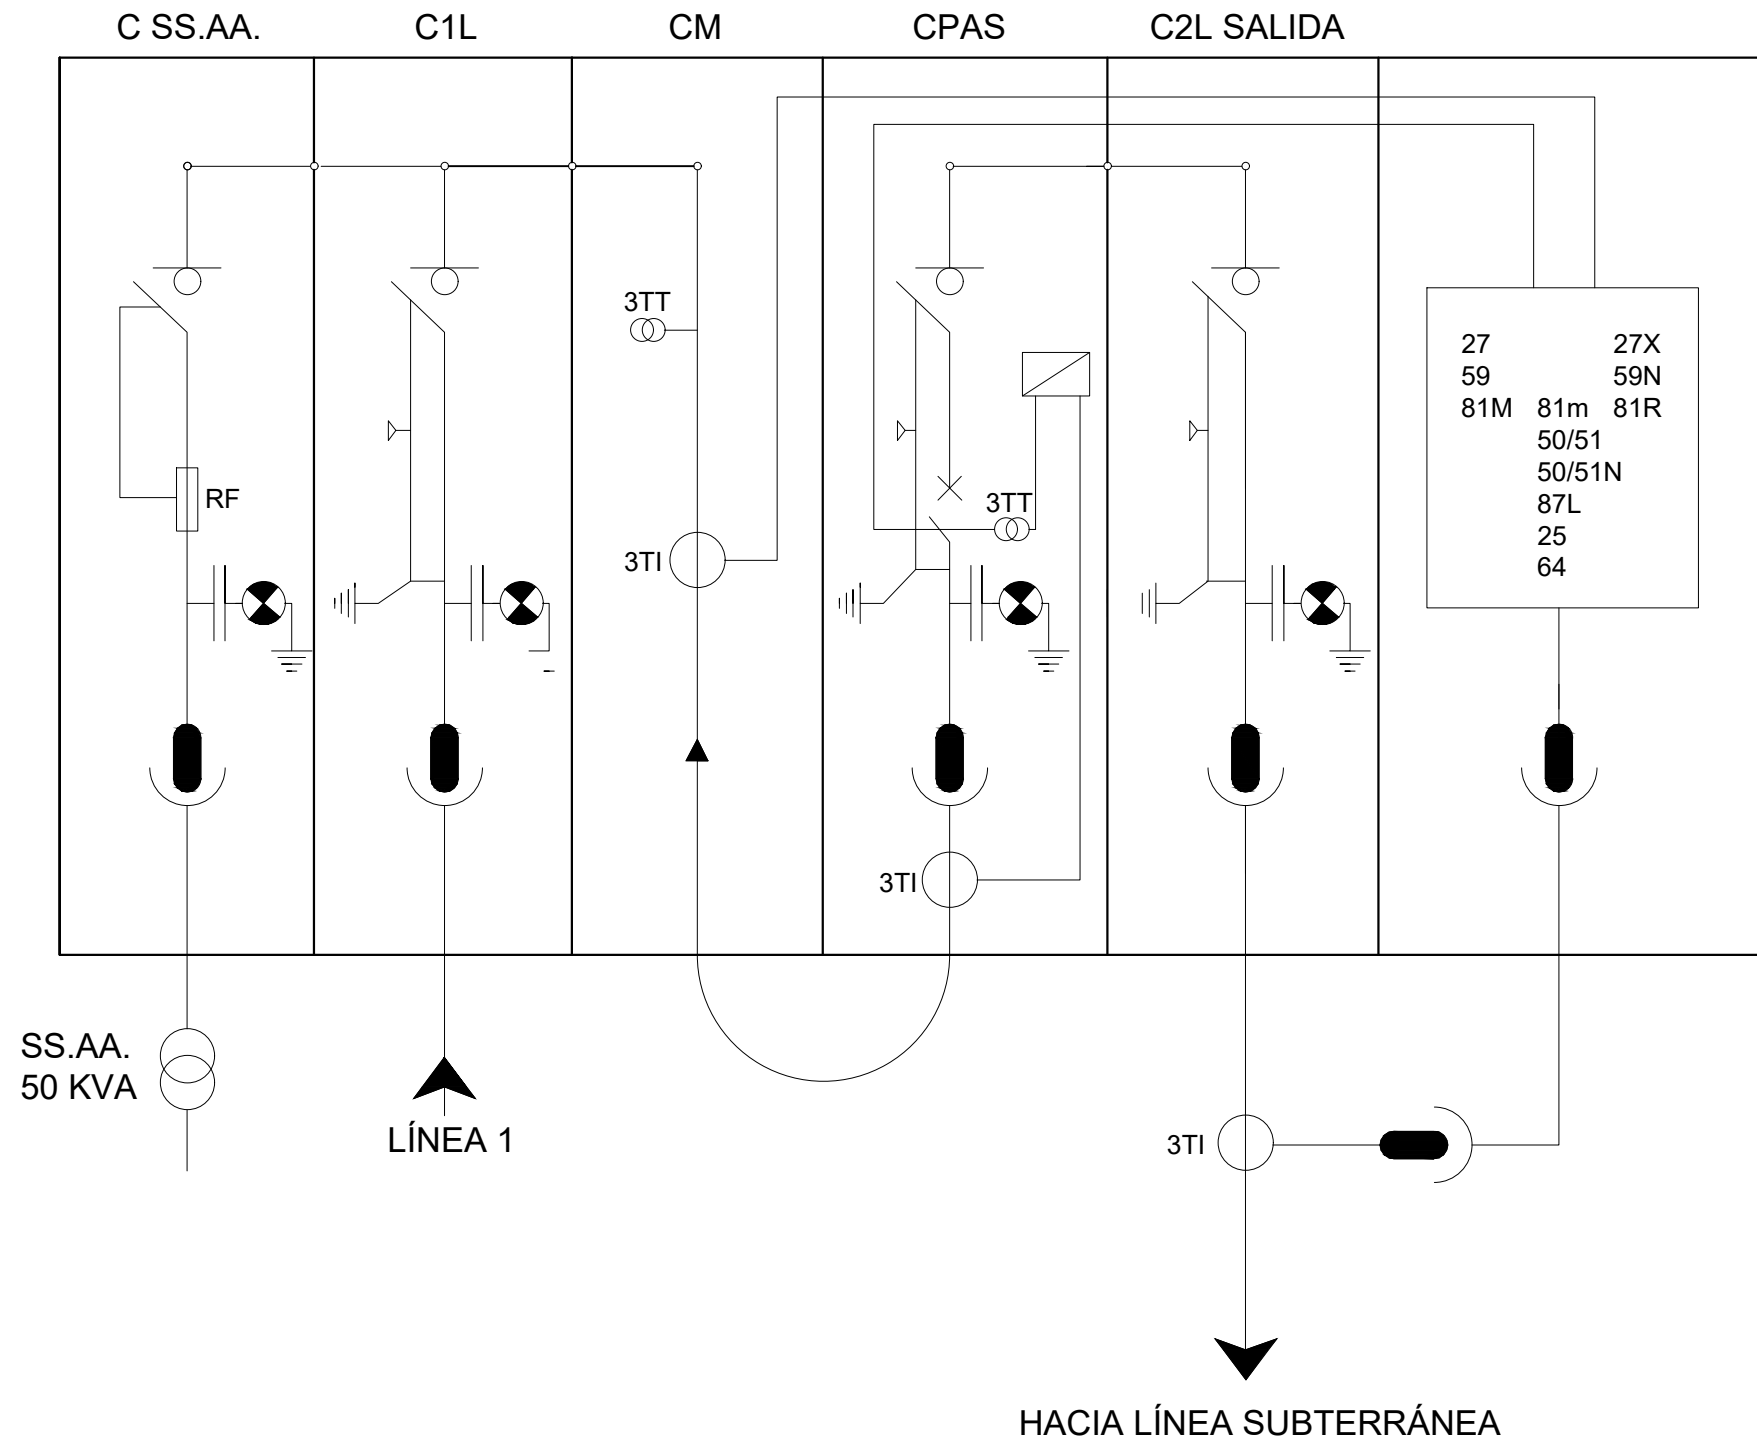 C SS.AA.
C1L
CM
CPAS
C2L SALIDA
3TT
RF
3TI
3TT
3TI
27 27X
59 59N
81M 81m 81R
50/51
50/51N
87L
25
64
SS.AA.
50 KVA
LÍNEA 1
3TI
HACIA LÍNEA SUBTERRÁNEA